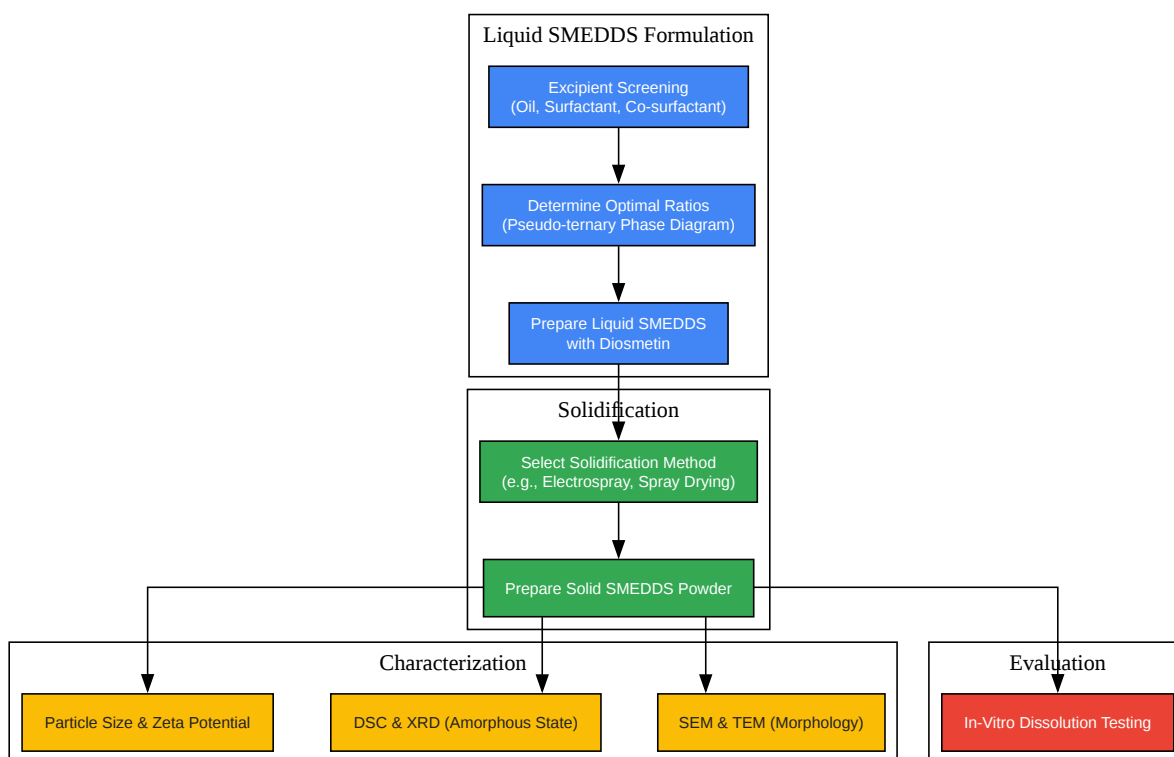 Liquid SMEDDS Formulation
Excipient Screening
(Oil, Surfactant, Co-surfactant)
Determine Optimal Ratios
(Pseudo-ternary Phase Diagram)
Prepare Liquid SMEDDS
with Diosmetin
Solidification
Select Solidification Method
(e.g., Electrospray, Spray Drying)
Prepare Solid SMEDDS Powder
Characterization
Particle Size & Zeta Potential
DSC & XRD (Amorphous State)
SEM & TEM (Morphology)
Evaluation
In-Vitro Dissolution Testing